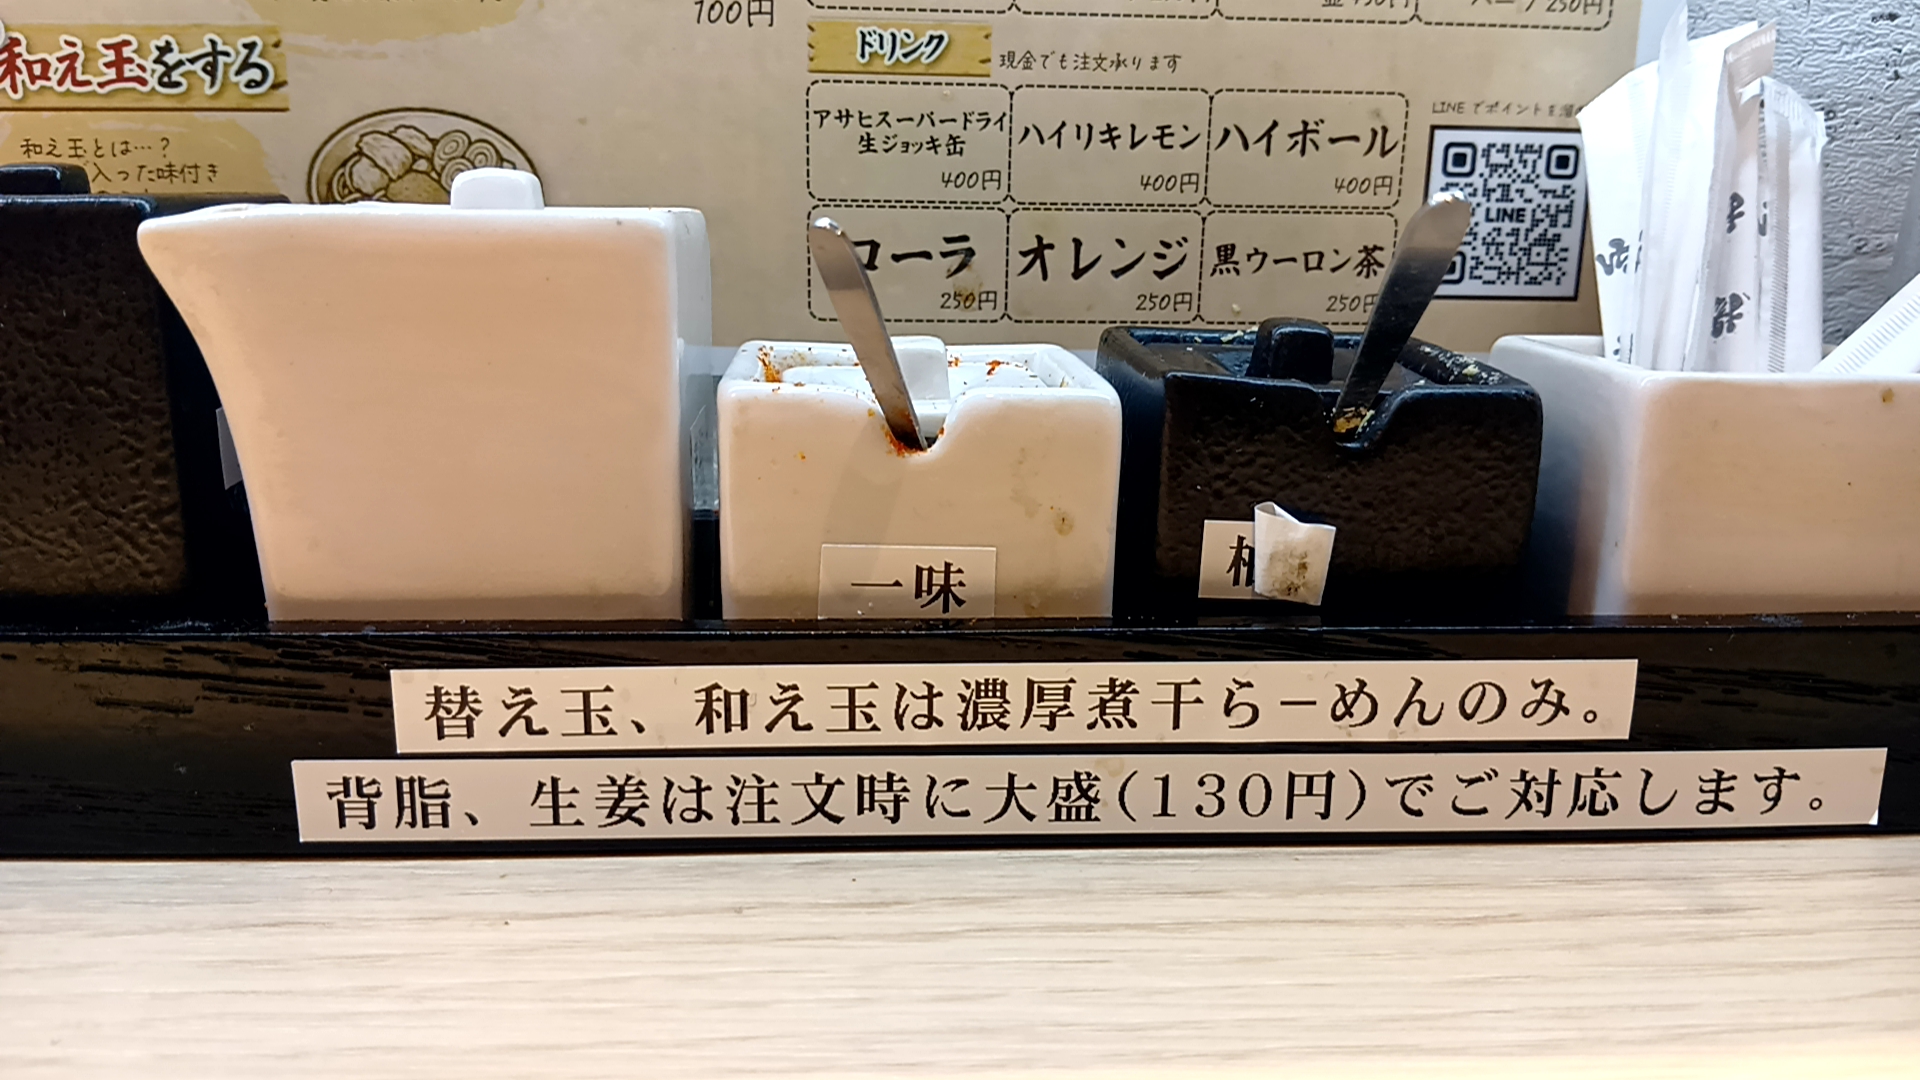 100円
和え玉をする
和え玉とは…?
入った味付き
ドリンク
現金でも注文承ります
アサヒスーパードライ
生ジョッキ缶
400円
ハイリキレモン
400円
ハイボール
400円
コーラ
250円
オレンジ
250円
黒ウーロン茶
250円
LINEでポイントを
LINE
一味
替え玉、和え玉は濃厚煮干らーめんのみ。
背脂、生姜は注文時に大盛(130円)でご対応します。